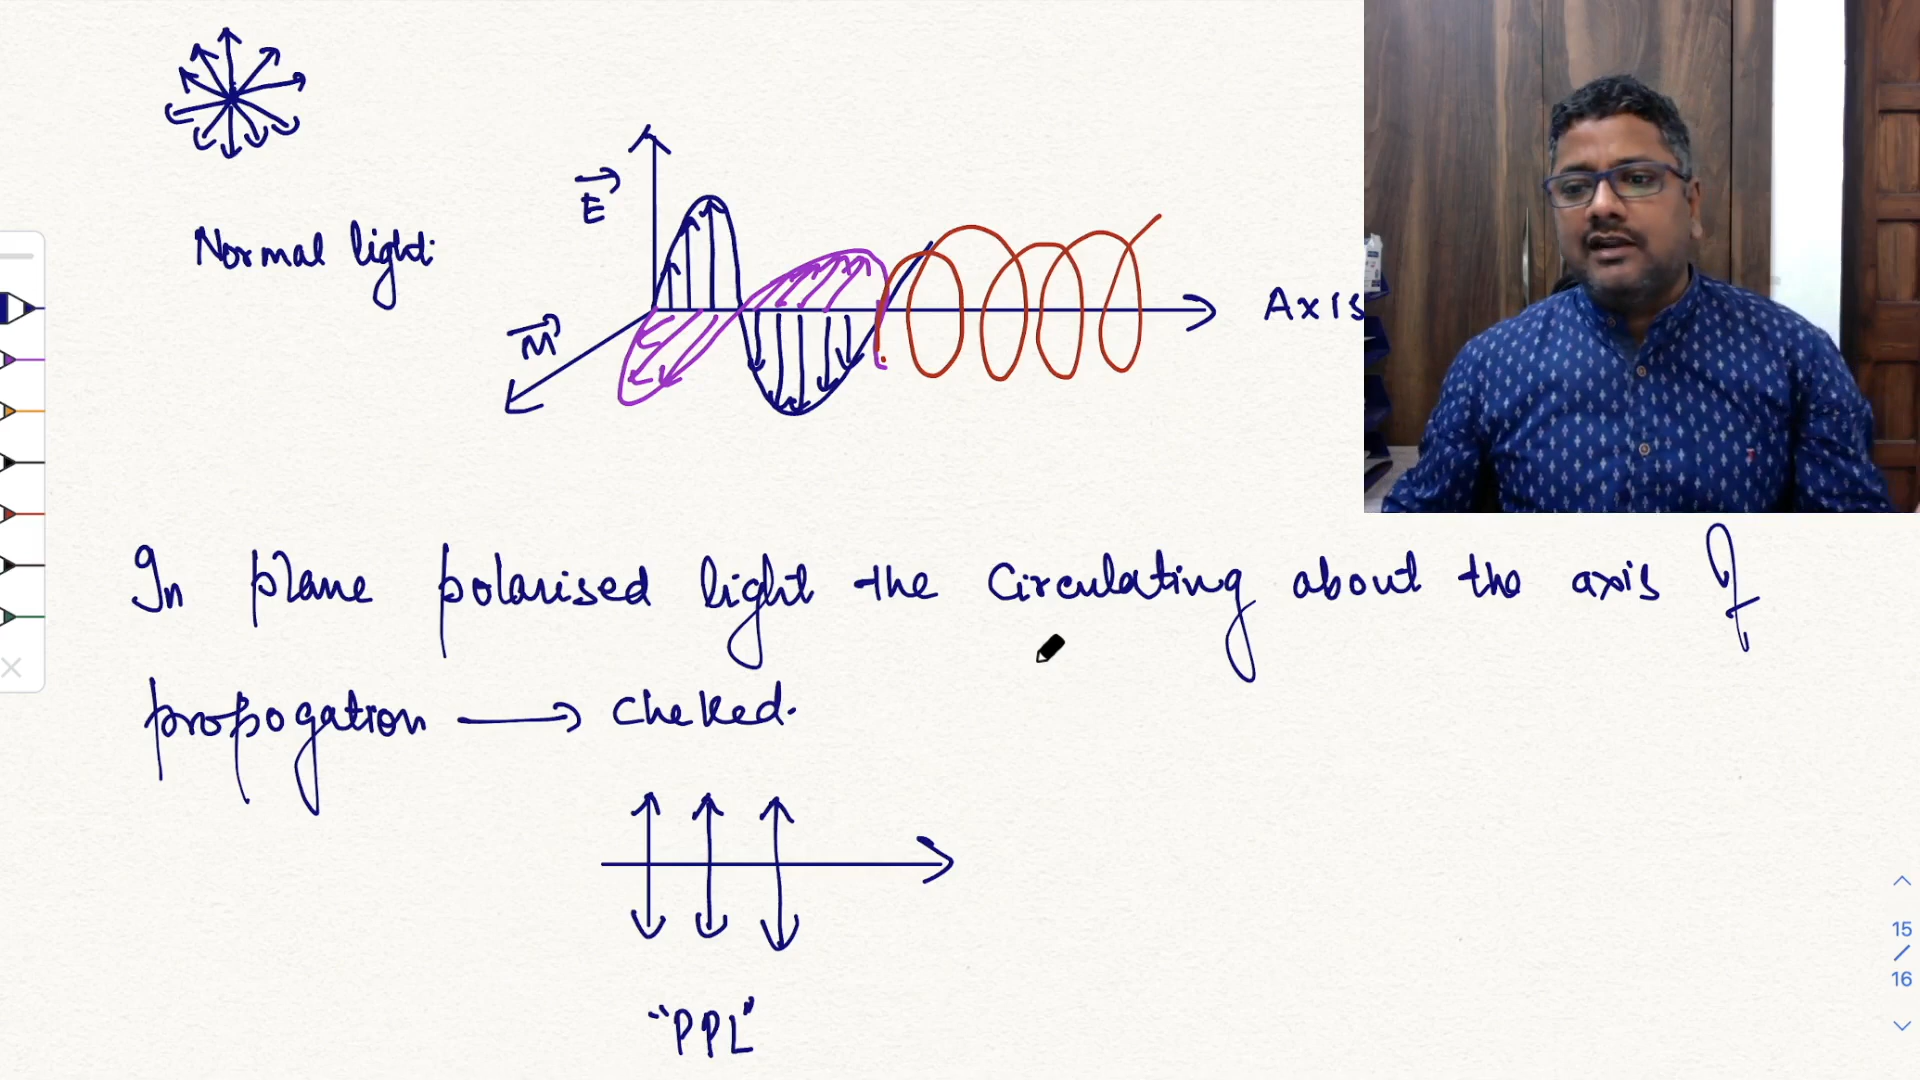 E
Normal light:
M
Axis
In plane polarised light the Circulating about the axis of
propogation → Cheked.
"PPL"
15
/
16